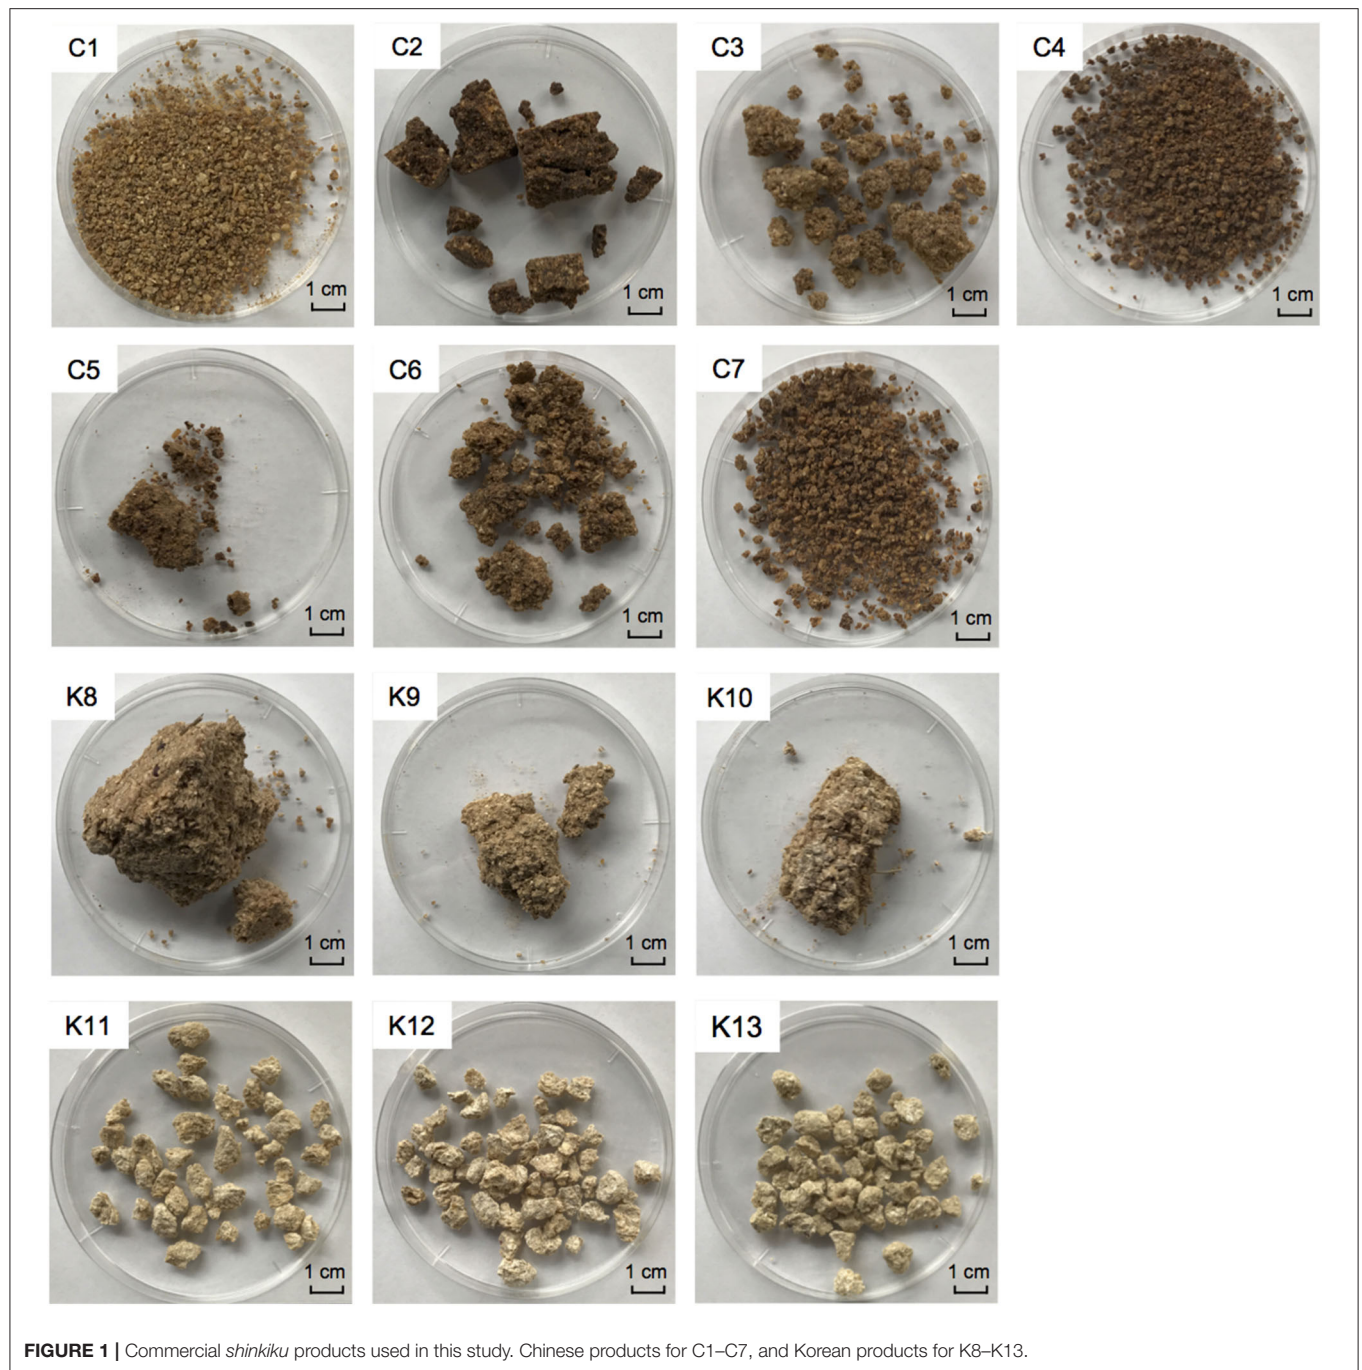 C1
C2
C3
C4
1 cm
1 cm
1 cm
1 cm
C5
C6
C7
1 cm
1 cm
1 cm
K8
K9
K10
1 cm
1 cm
1 cm
K11
K12
K13
1 cm
1 cm
1 cm
FIGURE 1 | Commercial shinkiku products used in this study. Chinese products for C1–C7, and Korean products for K8–K13.